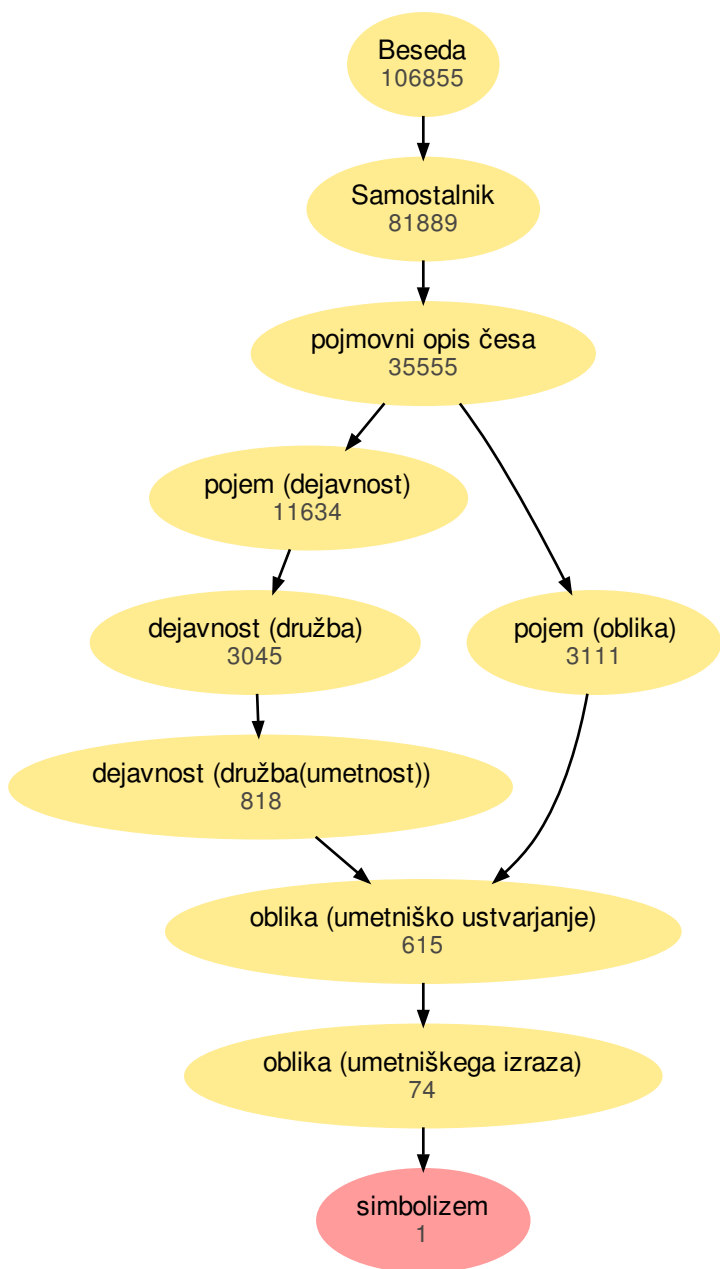 Beseda
106855
Samostalnik
81889
pojmovni opis česa
35555
pojem (dejavnost)
11634
dejavnost (družba)
3045
pojem (oblika)
3111
dejavnost (družba(umetnost))
818
oblika (umetniško ustvarjanje)
615
oblika (umetniškega izraza)
74
simbolizem
1